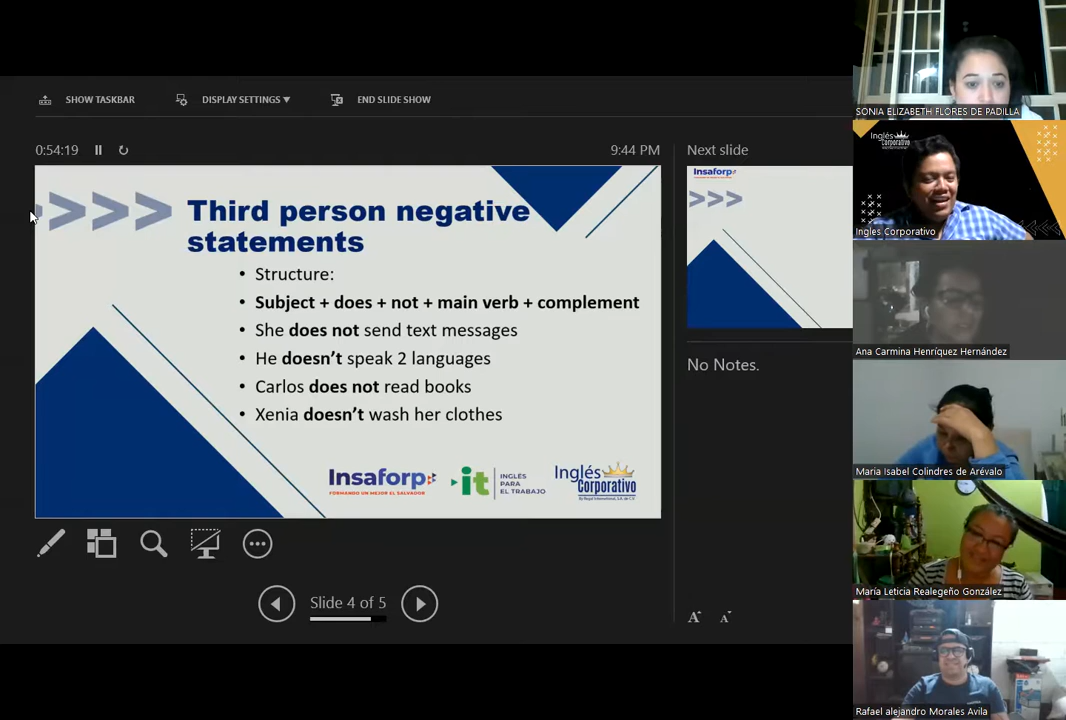 SHOW TASKBAR
DISPLAY SETTINGS ▼
END SLIDE SHOW
0:54:19
9:44 PM
Third person negative
statements
• Structure:
• Subject + does + not + main verb + complement
• She does not send text messages
• He doesn’t speak 2 languages
• Carlos does not read books
• Xenia doesn’t wash her clothes
Insaforp
FORMANDO UN MEJOR EL SALVADOR
it
INGLÉS
PARA
EL TRABAJO
Inglés
Corporativo
Slide 4 of 5
Next slide
Insaforp
No Notes.
A
A
SONIA ELIZABETH FLORES DE PADILLA
Inglés
Corporativo
Ingles Corporativo
Ana Carmina Henríquez Hernández
Maria Isabel Colindres de Arévalo
María Leticia Realegeño González
Rafael alejandro Morales Avila